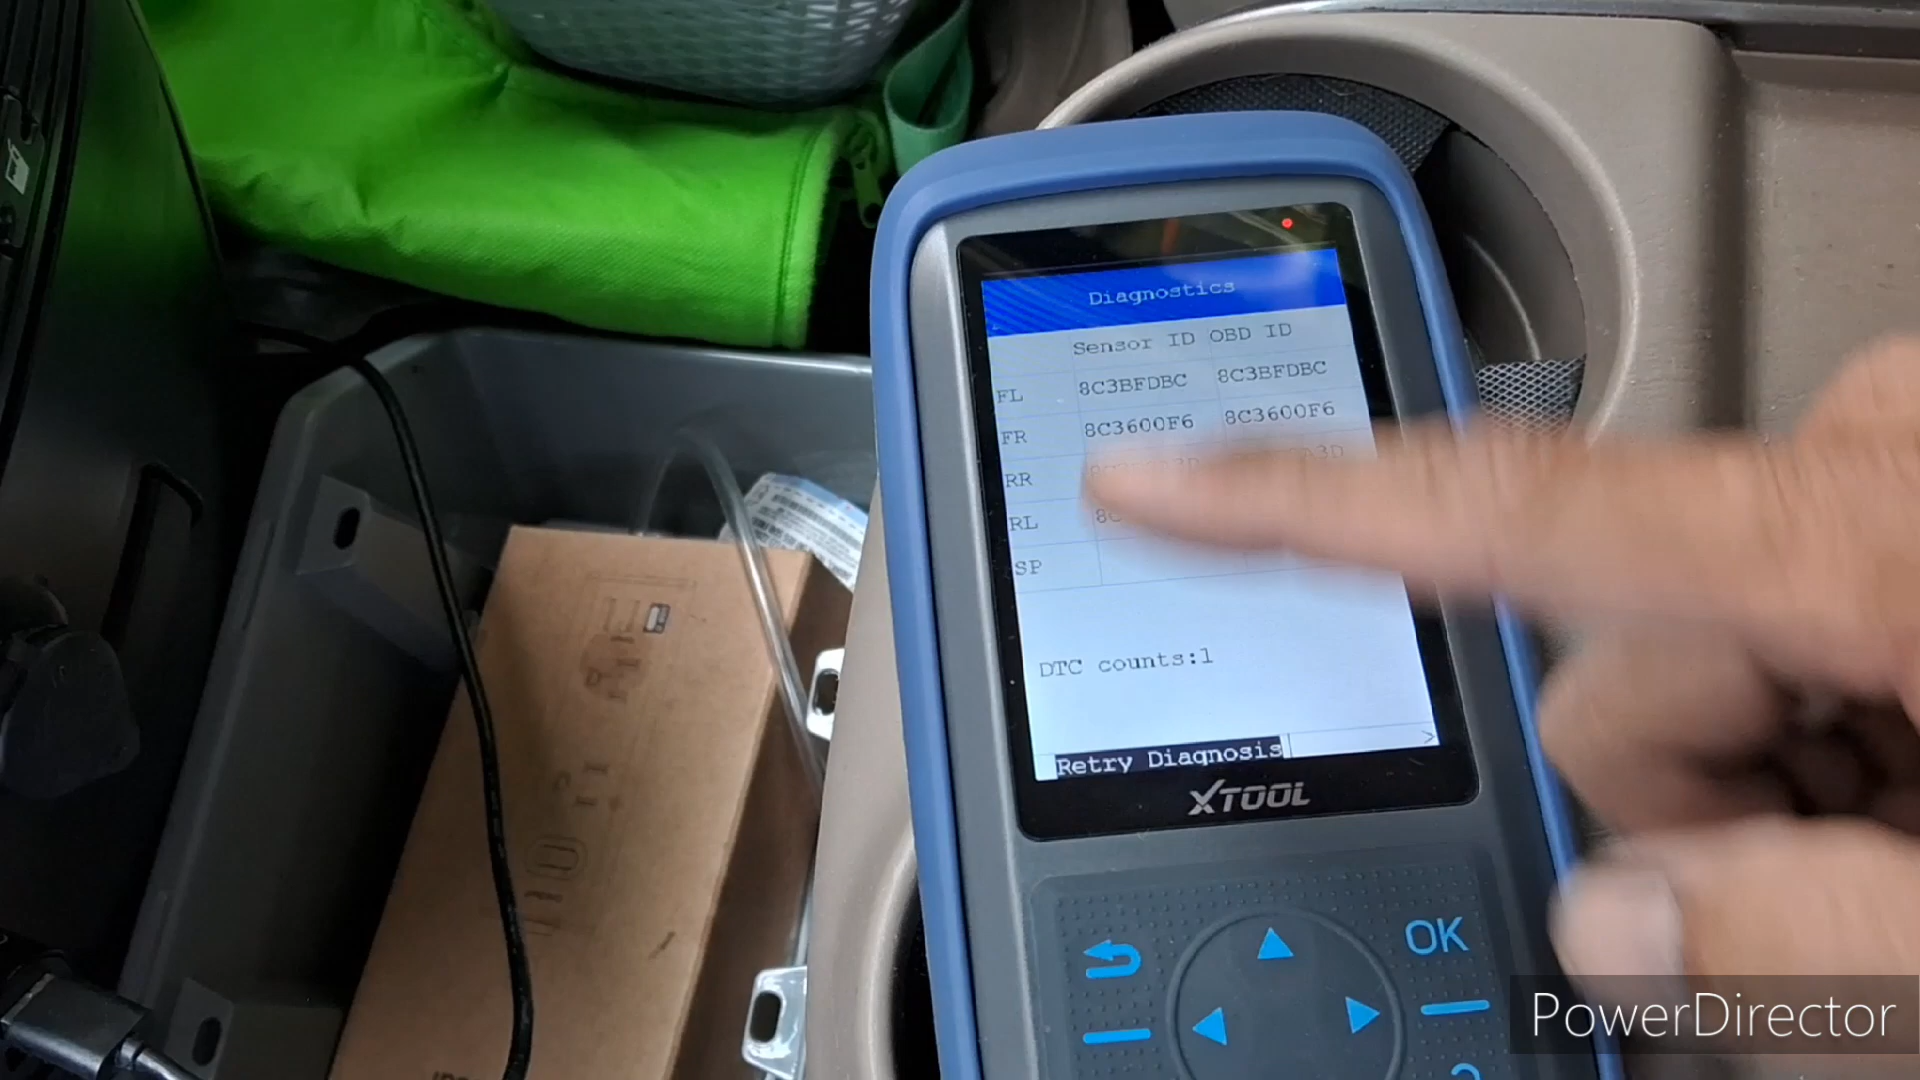 Diagnostics
Sensor ID OBD ID
FL 8C3BFDBC 8C3BFDBC
FR 8C3600F6 8C3600F6
RR
RL
SP
DTC counts:1
Retry Diagnosis >
XTOOL
OK
PowerDirector